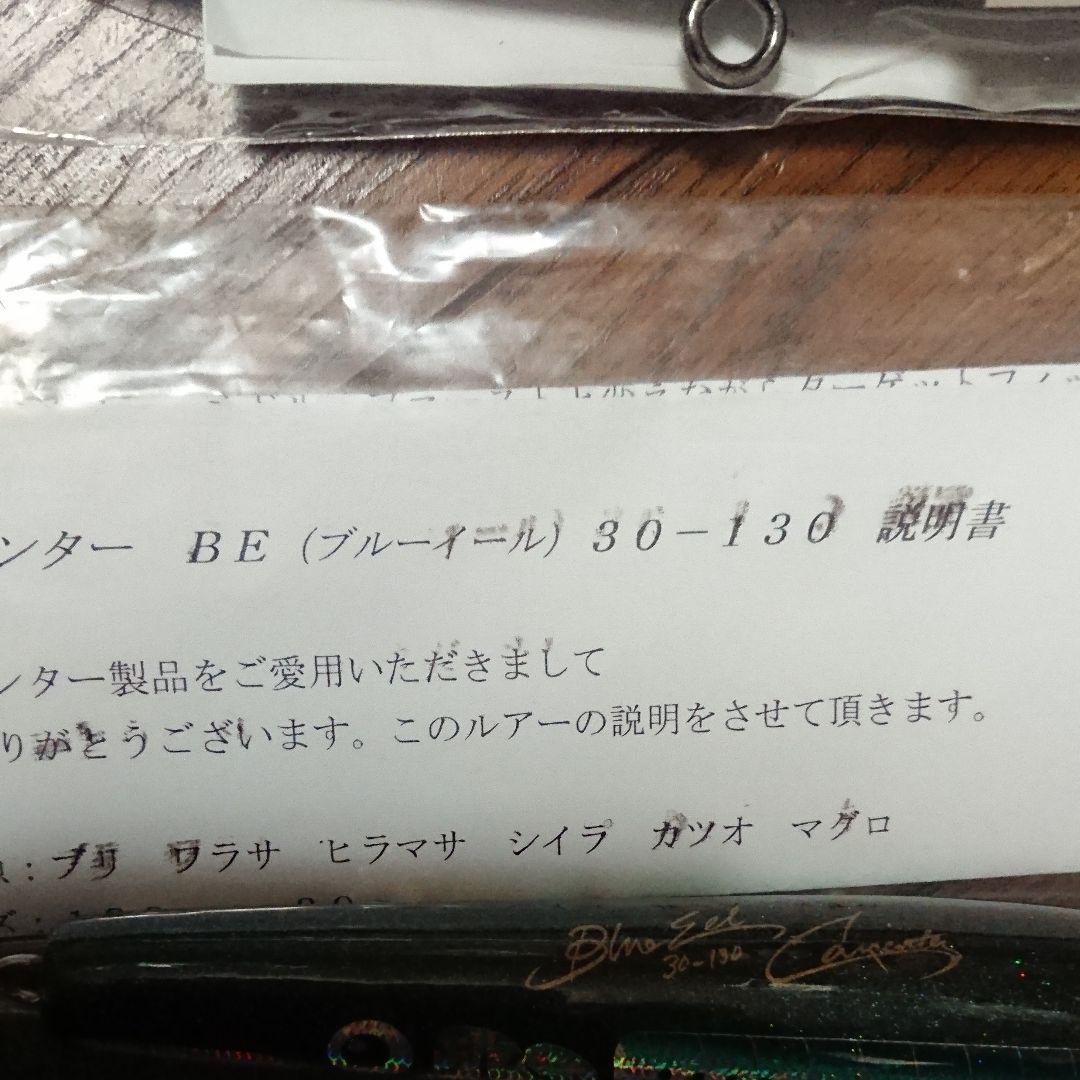 ンター BE（ブルーイール）30－130 説明書
ンター製品をご愛用いただきまして
りがとうございます。このルアーの説明をさせて頂きます。
：ブリ ワラサ ヒラマサ シイラ カツオ マグロ
Blue Eel
30-130
Carpenter